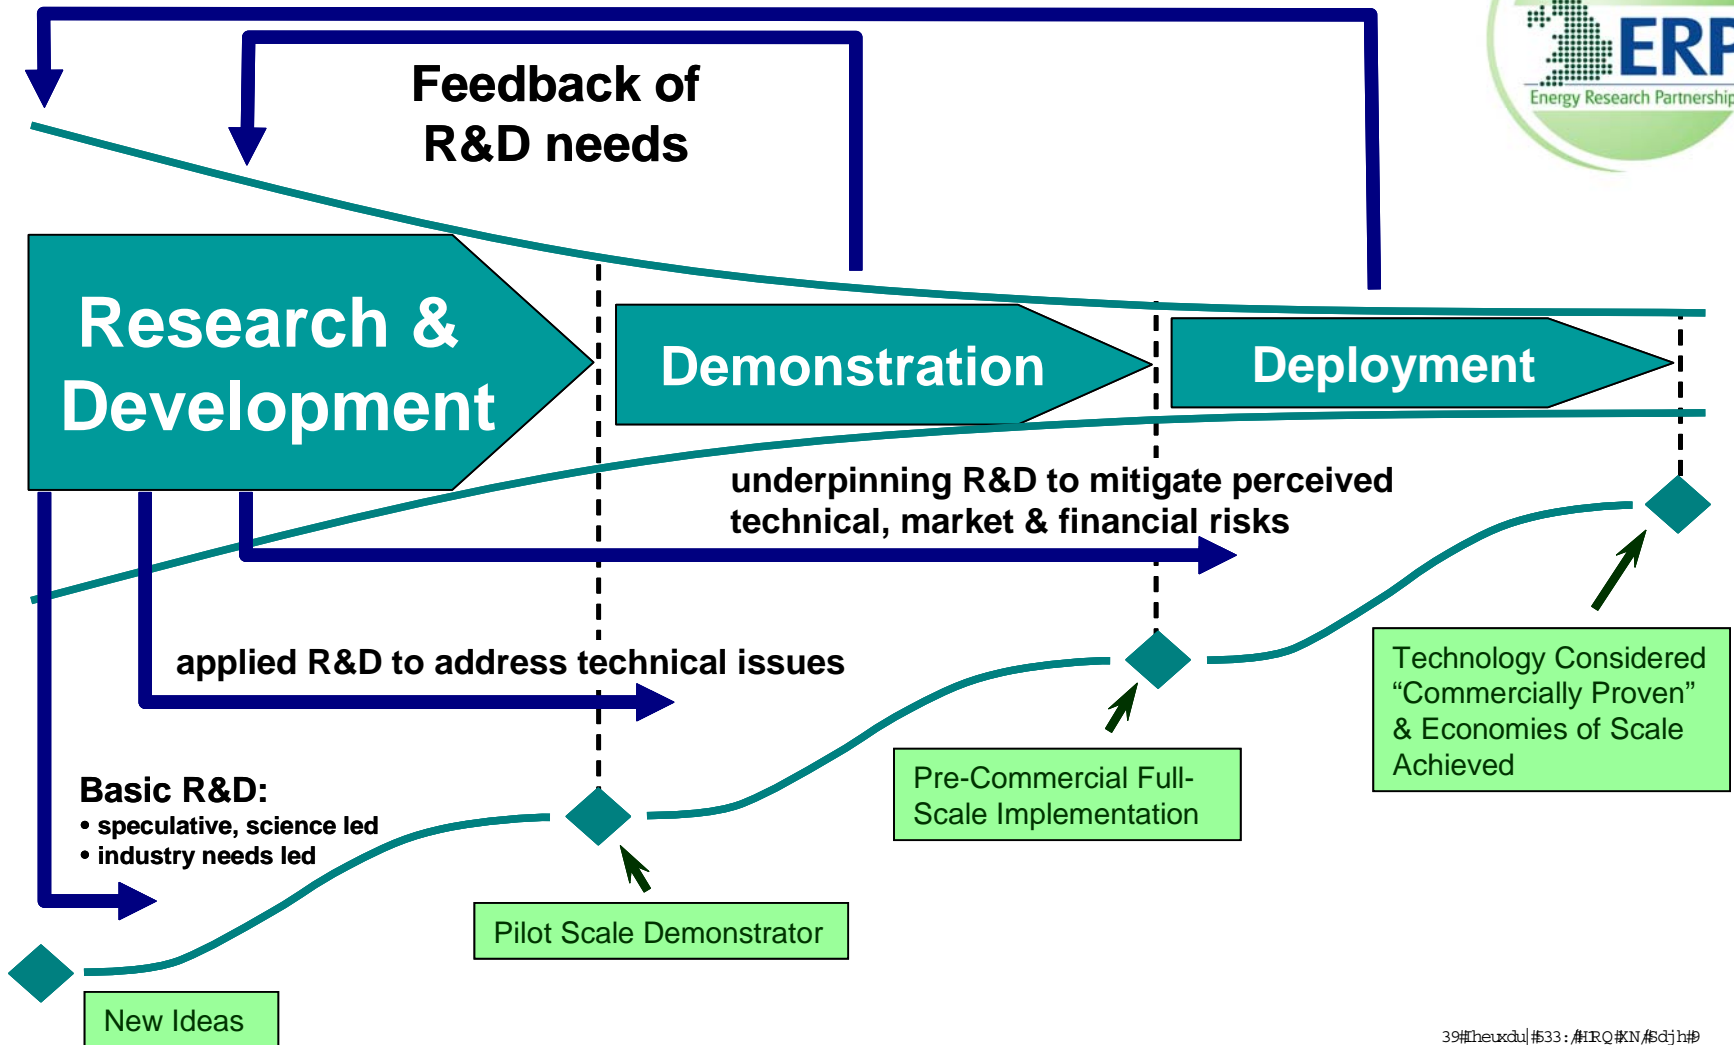 ERP
Energy Research Partnership
Feedback of
R&D needs
Research &
Development
Demonstration
Deployment
underpinning R&D to mitigate perceived
technical, market & financial risks
applied R&D to address technical issues
Basic R&D:
• speculative, science led
• industry needs led
New Ideas
Pilot Scale Demonstrator
Pre-Commercial Full-
Scale Implementation
Technology Considered
“Commercially Proven”
& Economies of Scale
Achieved